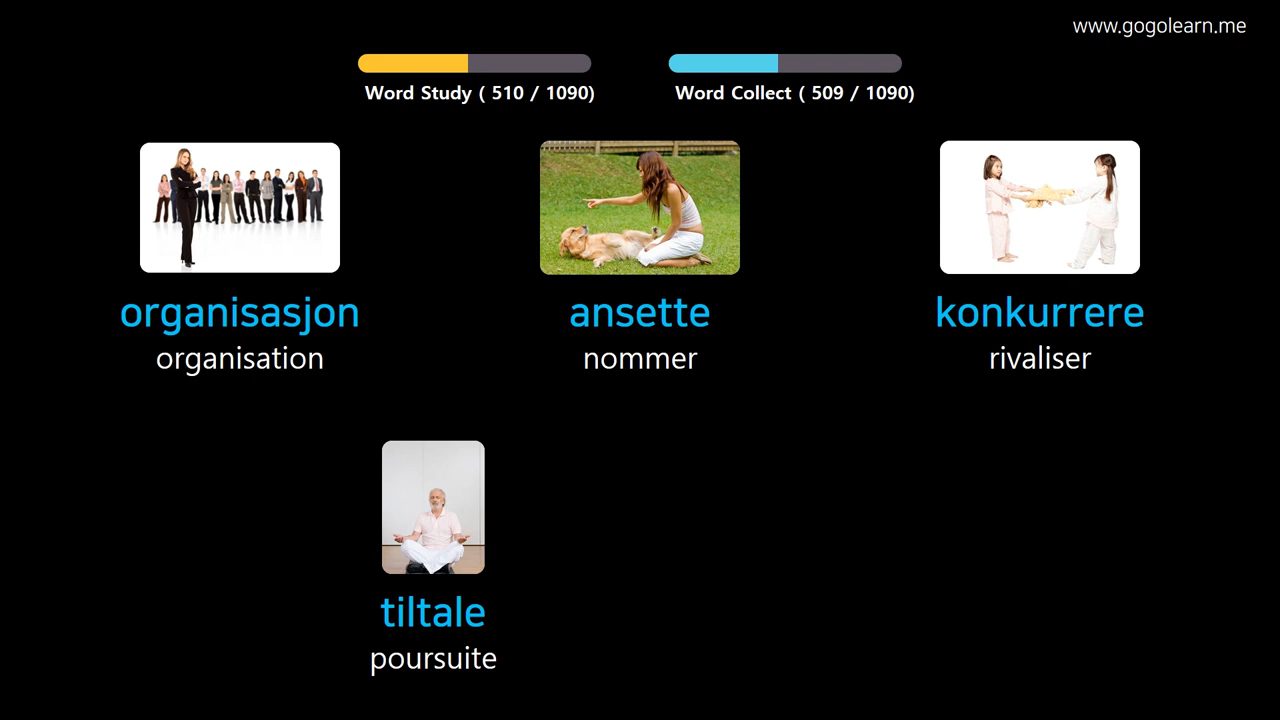 www.gogolearn.me
Word Study ( 510 / 1090)
Word Collect ( 509 / 1090)
organisasjon
organisation
ansette
nommer
konkurrere
rivaliser
tiltale
poursuite